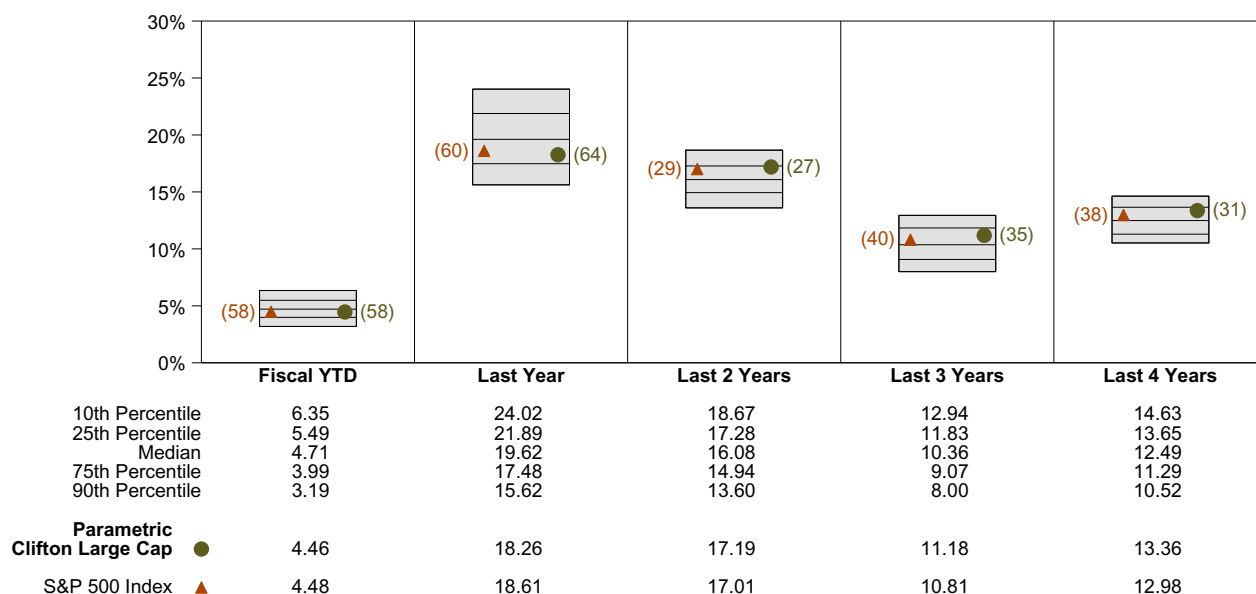 30%
25%
20%
15%
10%
5%
0%
(58) (58)
(60) (64)
(29) (27)
(40) (35)
(38) (31)
Fiscal YTD Last Year Last 2 Years Last 3 Years Last 4 Years
10th Percentile 6.35 24.02 18.67 12.94 14.63
25th Percentile 5.49 21.89 17.28 11.83 13.65
Median 4.71 19.62 16.08 10.36 12.49
75th Percentile 3.99 17.48 14.94 9.07 11.29
90th Percentile 3.19 15.62 13.60 8.00 10.52
Parametric
Clifton Large Cap 4.46 18.26 17.19 11.18 13.36
S&P 500 Index 4.48 18.61 17.01 10.81 12.98